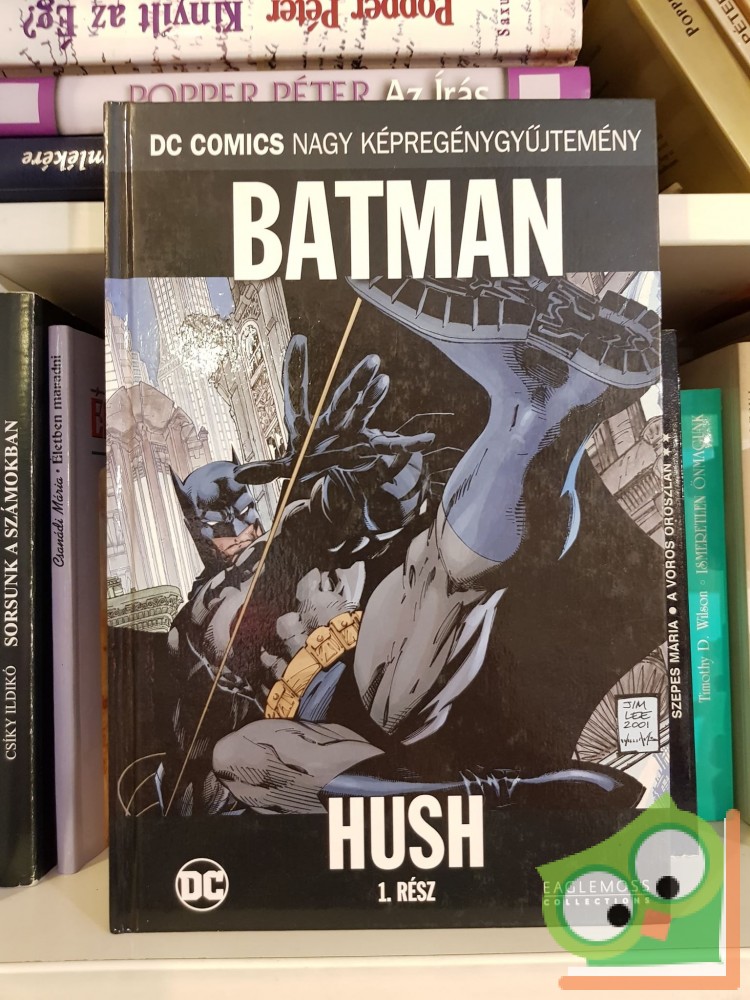 Popper Péter
Kinyílt az Ég?
POPPER PÉTER Az Írás
mlékére
DC COMICS NAGY KÉPREGÉNYGYŰJTEMÉNY
BATMAN
JIM
LEE
2001
HUSH
1. RÉSZ
DC
EAGLEMOSS
COLLECTIONS
CSÍKY ILDIKÓ SORSUNK A SZÁMOKBAN
Csanádi Mária • Életben maradni
SZEPES MÁRIA ● A VÖRÖS OROSZLÁN ★★
Timothy D. Wilson ○ ISMERETLEN ÖNMAGUNK